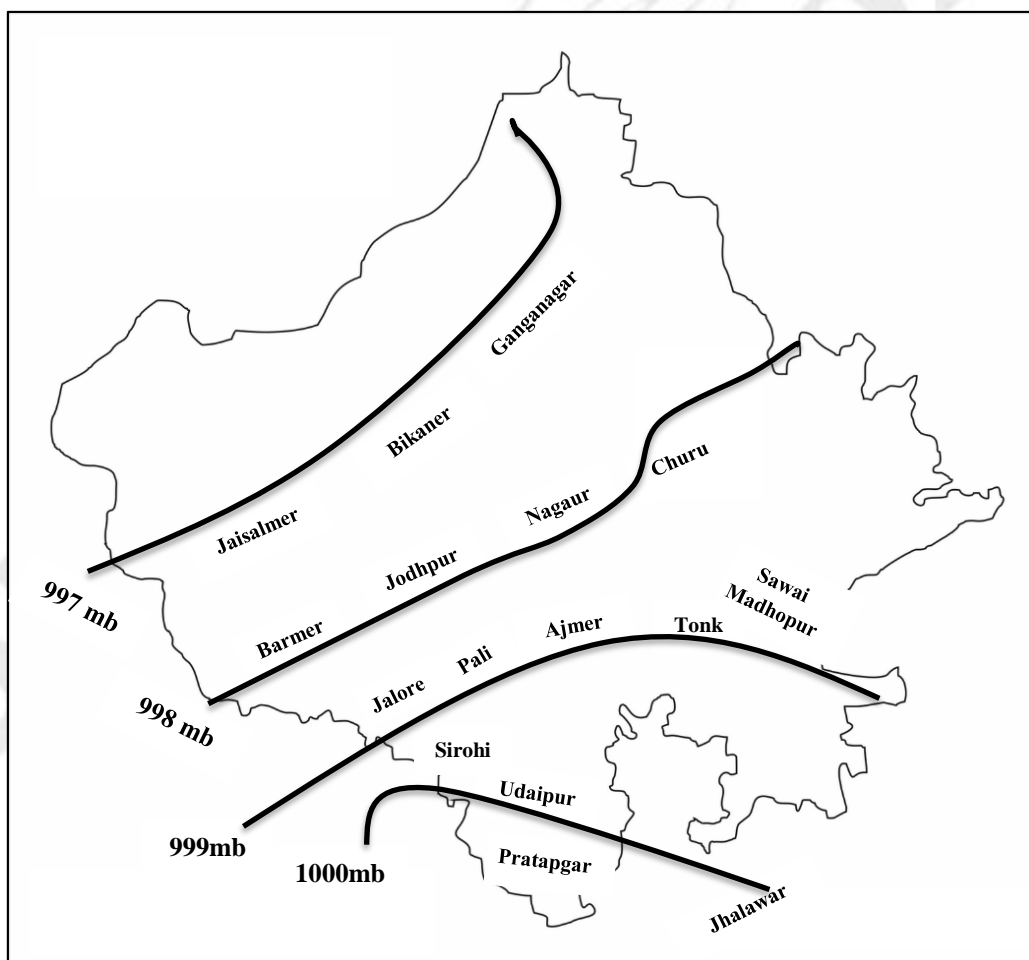 Ganganagar
Bikaner
Churu
Nagaur
Jaisalmer
Jodhpur
997 mb
Sawai
Madhopur
Barmer
Ajmer
Tonk
Pali
Jalore
998 mb
Sirohi
Udaipur
999mb
1000mb
Pratapgar
Jhalawar